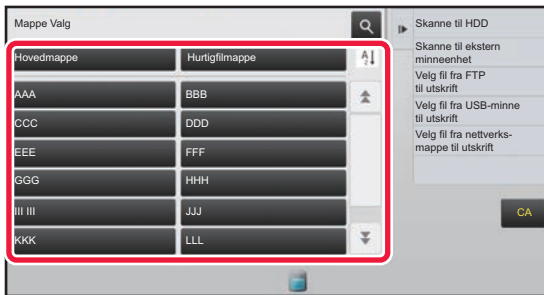 Mappe Valg
Hovedmappe
Hurtigfilmappe
AAA
BBB
CCC
DDD
EEE
FFF
GGG
HHH
III III
JJJ
KKK
LLL
Skanne til HDD
Skanne til ekstern
minneenhet
Velg fil fra FTP
til utskrift
Velg fil fra USB-minne
til utskrift
Velg fil fra nettverks-
mappe til utskrift
CA